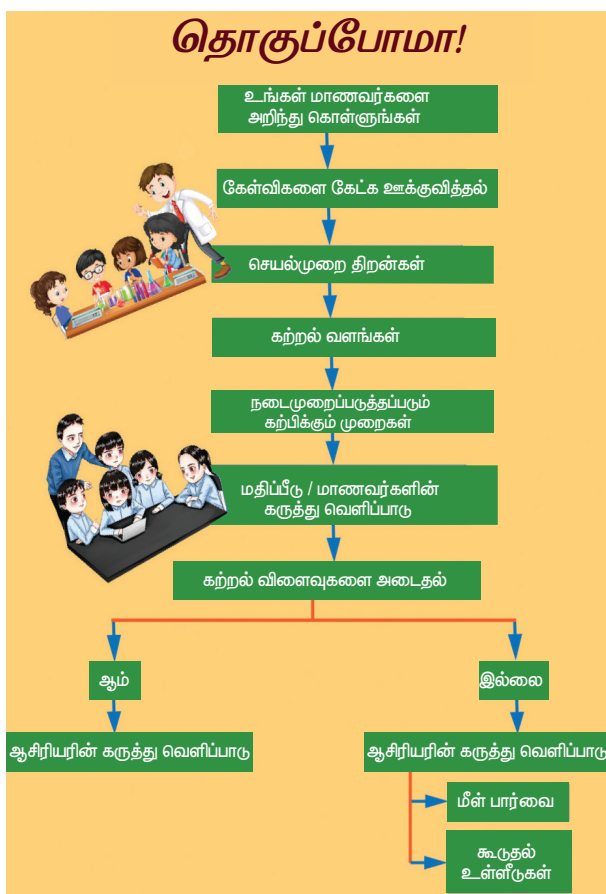 தொகுப்போமா!
உங்கள் மாணவர்களை
அறிந்து கொள்ளுங்கள்
கேள்விகளை கேட்க ஊக்குவித்தல்
செயல்முறை திறன்கள்
கற்றல் வளங்கள்
நடைமுறைப்படுத்தப்படும்
கற்பிக்கும் முறைகள்
மதிப்பீடு / மாணவர்களின்
கருத்து வெளிப்பாடு
கற்றல் விளைவுகளை அடைதல்
ஆம்
இல்லை
ஆசிரியரின் கருத்து வெளிப்பாடு
ஆசிரியரின் கருத்து வெளிப்பாடு
மீள் பார்வை
கூடுதல்
உள்ளீடுகள்